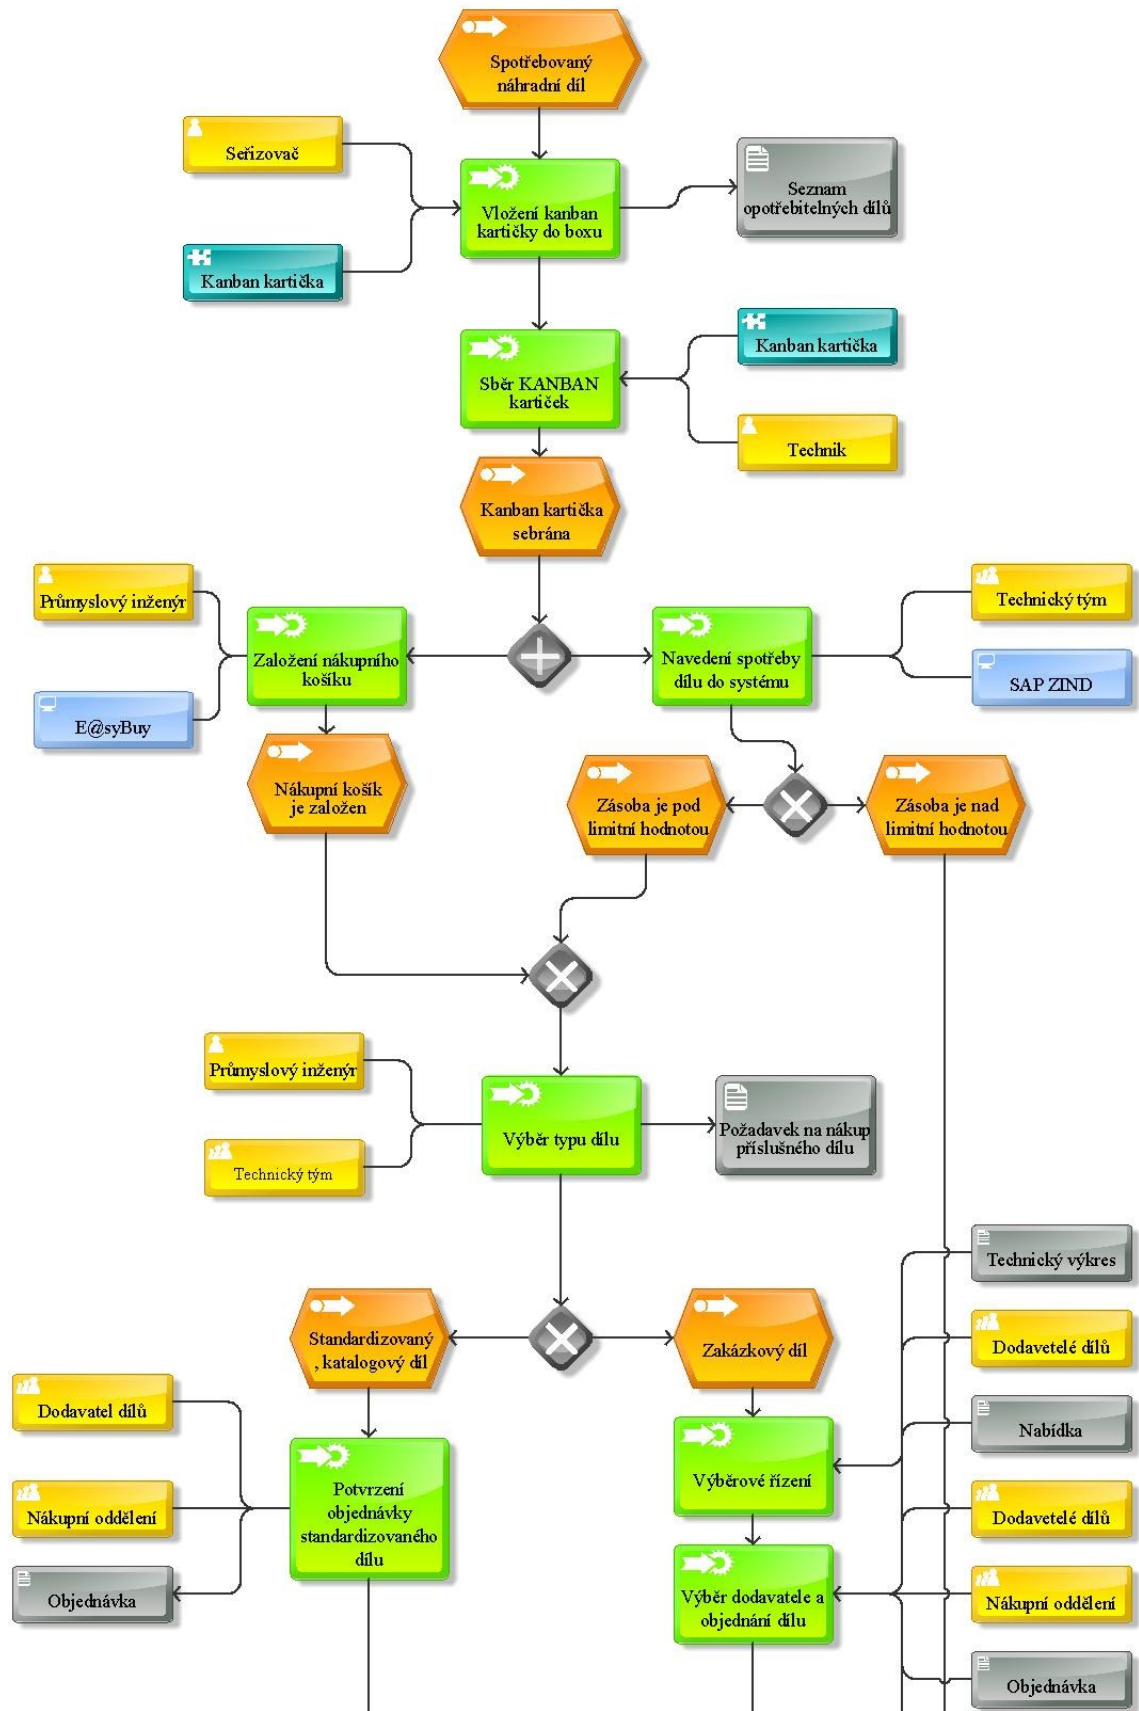 Spotřebovaný
náhradní díl
Seřizovač
Seznam
opotřebitelných dílů
Vložení kanban
kartičky do boxu
Kanban kartička
Kanban kartička
Sběr KANBAN
kartiček
Technik
Kanban kartička
sebrána
Průmyslový inženýr
Technický tým
Založení nákupního
košíku
Navedení spotřeby
dílu do systému
E@syBuy
SAP ZIND
Nákupní košík
je založen
Zásoba je pod
limitní hodnotou
Zásoba je nad
limitní hodnotou
Průmyslový inženýr
Výběr typu dílu
Požadavek na nákup
příslušného dílu
Technický tým
Technický výkres
Standardizovaný
, katalogový díl
Zakázkový díl
Dodavetelé dílů
Dodavatel dílů
Nabídka
Výběrové řízení
Potvrzení
objednávky
standardizovaného
dílu
Nákupní oddělení
Dodavetelé dílů
Objednávka
Výběr dodavatele a
objednání dílu
Nákupní oddělení
Objednávka